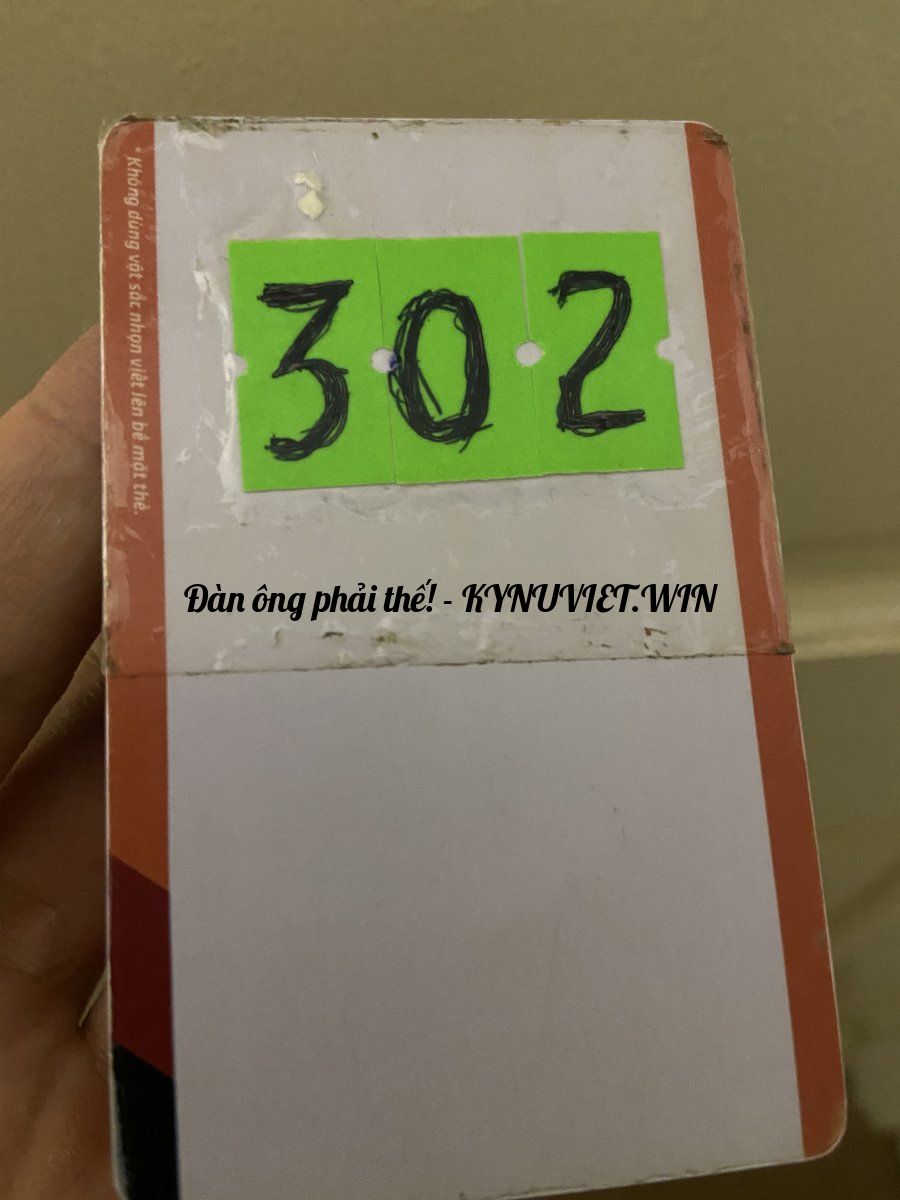 * Không dùng vật sắc nhọn viết lên bề mặt thẻ.
302
Đàn ông phải thế! - KYNUVIET.WIN